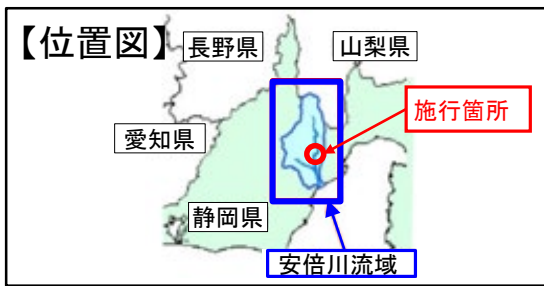 【位置図】
長野県
山梨県
施行箇所
愛知県
静岡県
安倍川流域